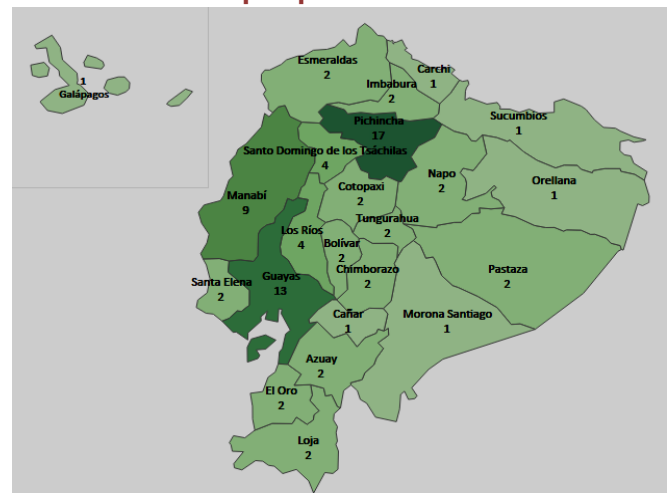 Esmeraldas
2
Carchi
1
Imbabura
2
1
Galápagos
Pichincha
17
Sucumbios
1
Santo Domingo de los Tsáchilas
4
Cotopaxi
2
Napo
2
Orellana
1
Manabí
9
Tungurahua
2
Los Ríos
4
Bolívar
2
Chimborazo
2
Pastaza
2
Santa Elena
2
Guayas
13
Cañar
1
Morona Santiago
1
Azuay
2
El Oro
2
Loja
2